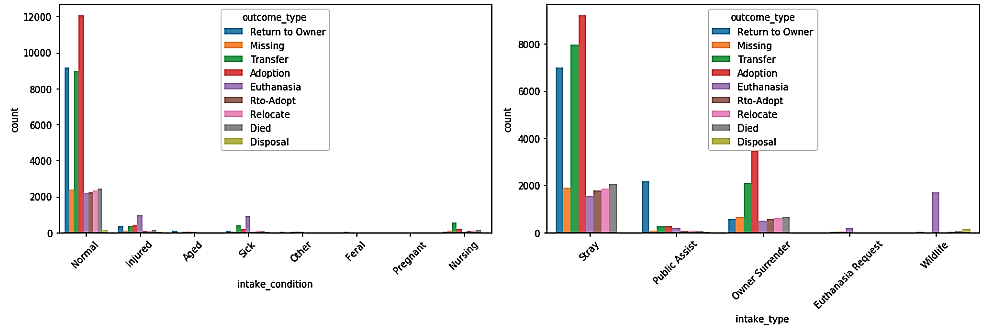 12000
10000
8000
6000
4000
2000
0
count
outcome_type
Return to Owner
Missing
Transfer
Adoption
Euthanasia
Rto-Adopt
Relocate
Died
Disposal
Normal
Injured
Aged
Sick
Other
Feral
Pregnant
Nursing
intake_condition
8000
6000
4000
2000
0
count
outcome_type
Return to Owner
Missing
Transfer
Adoption
Euthanasia
Rto-Adopt
Relocate
Died
Disposal
Stray
Public Assist
Owner Surrender
Euthanasia Request
Wildlife
intake_type